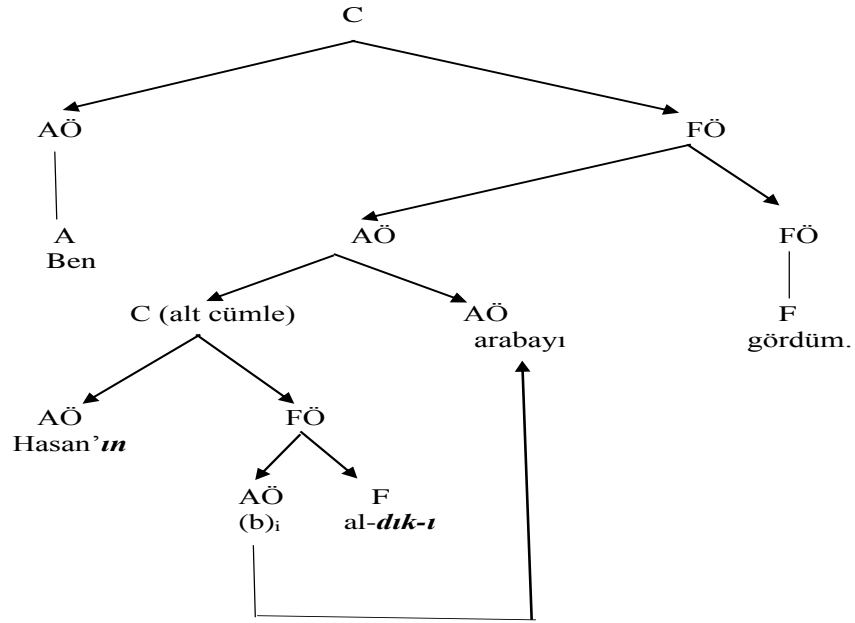 C
AÖ FÖ
A AÖ FÖ
Ben
C (alt cümle) AÖ F
arabayı gördüm.
AÖ FÖ
Hasan’ın
AÖ F
(b)i al-dık-ı